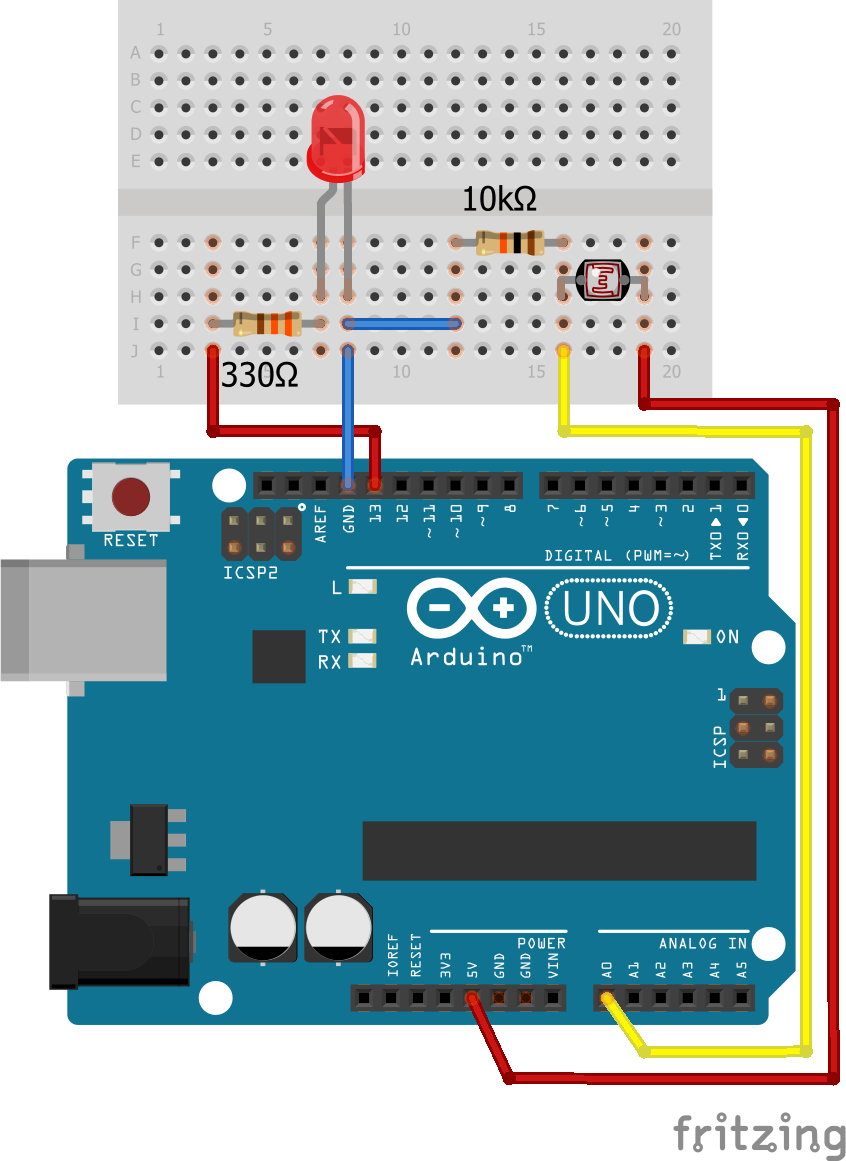 1 5 10 15 20
A
B
C
D
E
10kΩ
F
G
H
I
J
1 10 15 20
330Ω
RESET
AREF
GND
13
12
~11
~10
~9
8
7
~6
~5
4
~3
2
TX0▶1
RX0◀0
ICSP2
DIGITAL (PWM=~)
L
UNO
TX
RX
Arduino™
ON
1
ICSP
POWER
ANALOG IN
IOREF
RESET
3V3
5V
GND
GND
VIN
A0
A1
A2
A3
A4
A5
fritzing